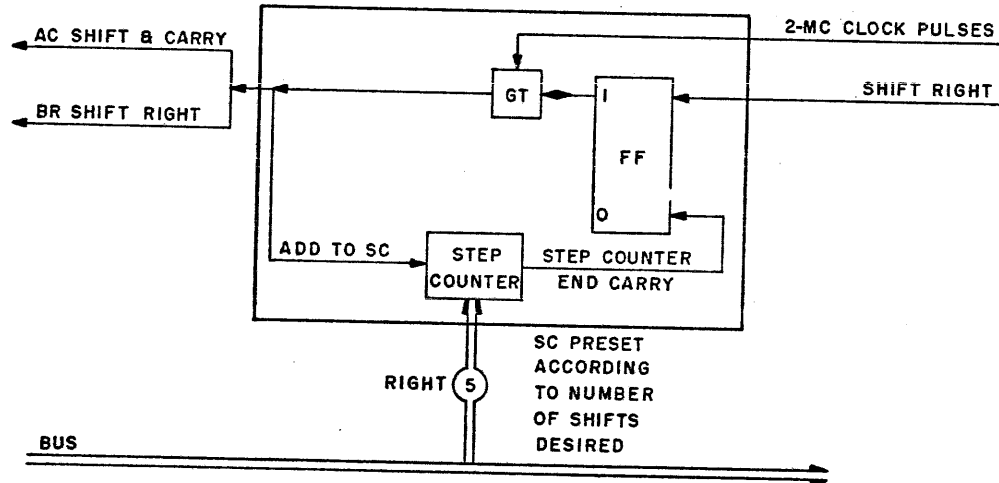 AC SHIFT & CARRY
2-MC CLOCK PULSES
GT
I
SHIFT RIGHT
BR SHIFT RIGHT
FF
O
ADD TO SC
STEP
COUNTER
STEP COUNTER
END CARRY
SC PRESET
ACCORDING
TO NUMBER
OF SHIFTS
DESIRED
RIGHT
5
BUS